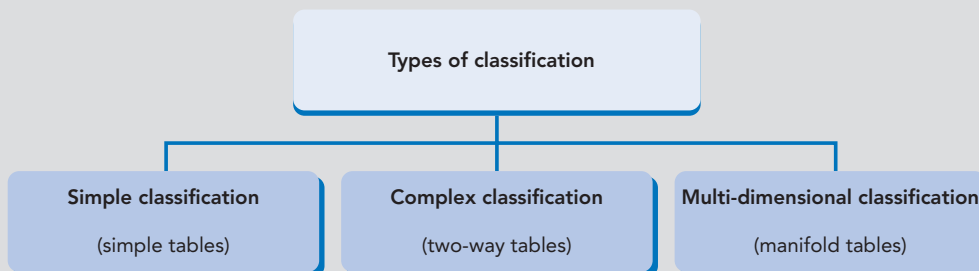 Types of classification
Simple classification
(simple tables)
Complex classification
(two-way tables)
Multi-dimensional classification
(manifold tables)